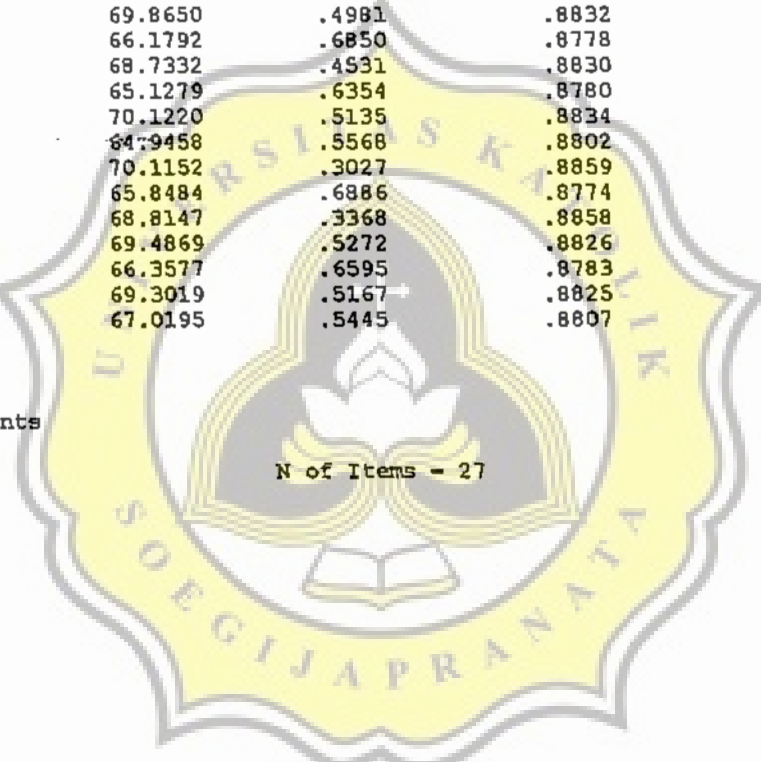 69.8650 .4981 .8832
66.1792 .6850 .8778
68.7332 .4531 .8830
65.1279 .6354 .8780
70.1220 .5135 .8834
64.9458 .5568 .8802
70.1152 .3027 .8859
65.8484 .6886 .8774
68.8147 .3368 .8858
69.4869 .5272 .8826
66.3577 .6595 .8783
69.3019 .5167 .8825
67.0195 .5445 .8807
nts
N of Items = 27
UNIVERSITAS KATOLIK
SOEGIJAPRANATA